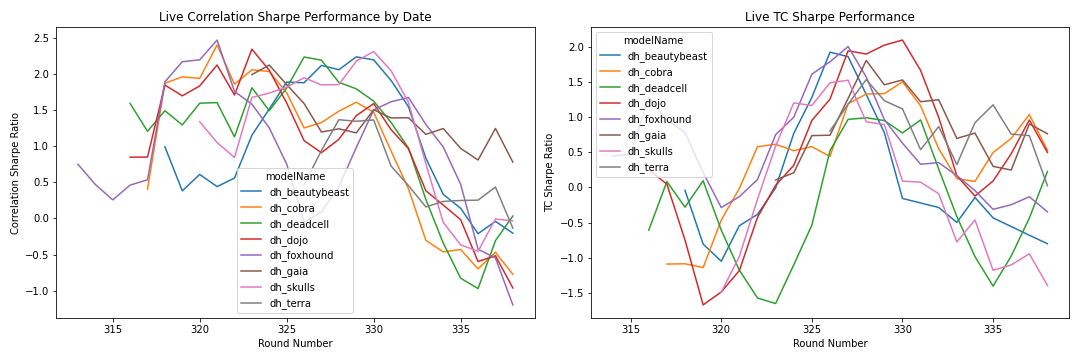 Live Correlation Sharpe Performance by Date
Correlation Sharpe Ratio
2.5
2.0
1.5
1.0
0.5
0.0
−0.5
−1.0
315
320
325
330
335
Round Number
modelName
dh_beautybeast
dh_cobra
dh_deadcell
dh_dojo
dh_foxhound
dh_gaia
dh_skulls
dh_terra
Live TC Sharpe Performance
TC Sharpe Ratio
2.0
1.5
1.0
0.5
0.0
−0.5
−1.0
−1.5
315
320
325
330
335
Round Number
modelName
dh_beautybeast
dh_cobra
dh_deadcell
dh_dojo
dh_foxhound
dh_gaia
dh_skulls
dh_terra